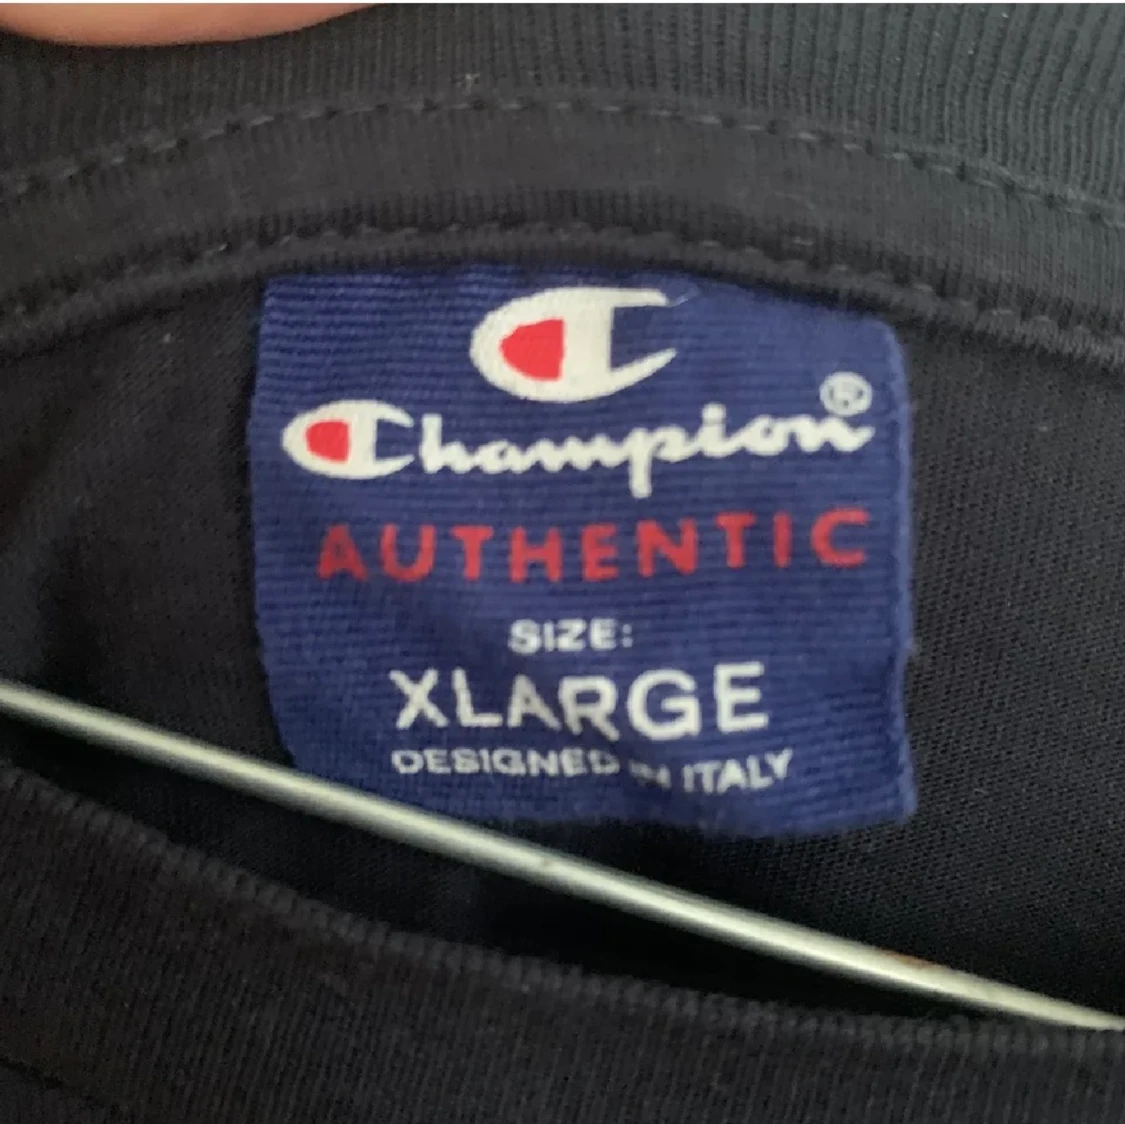 Champion®
AUTHENTIC
SIZE:
XLARGE
DESIGNED IN ITALY